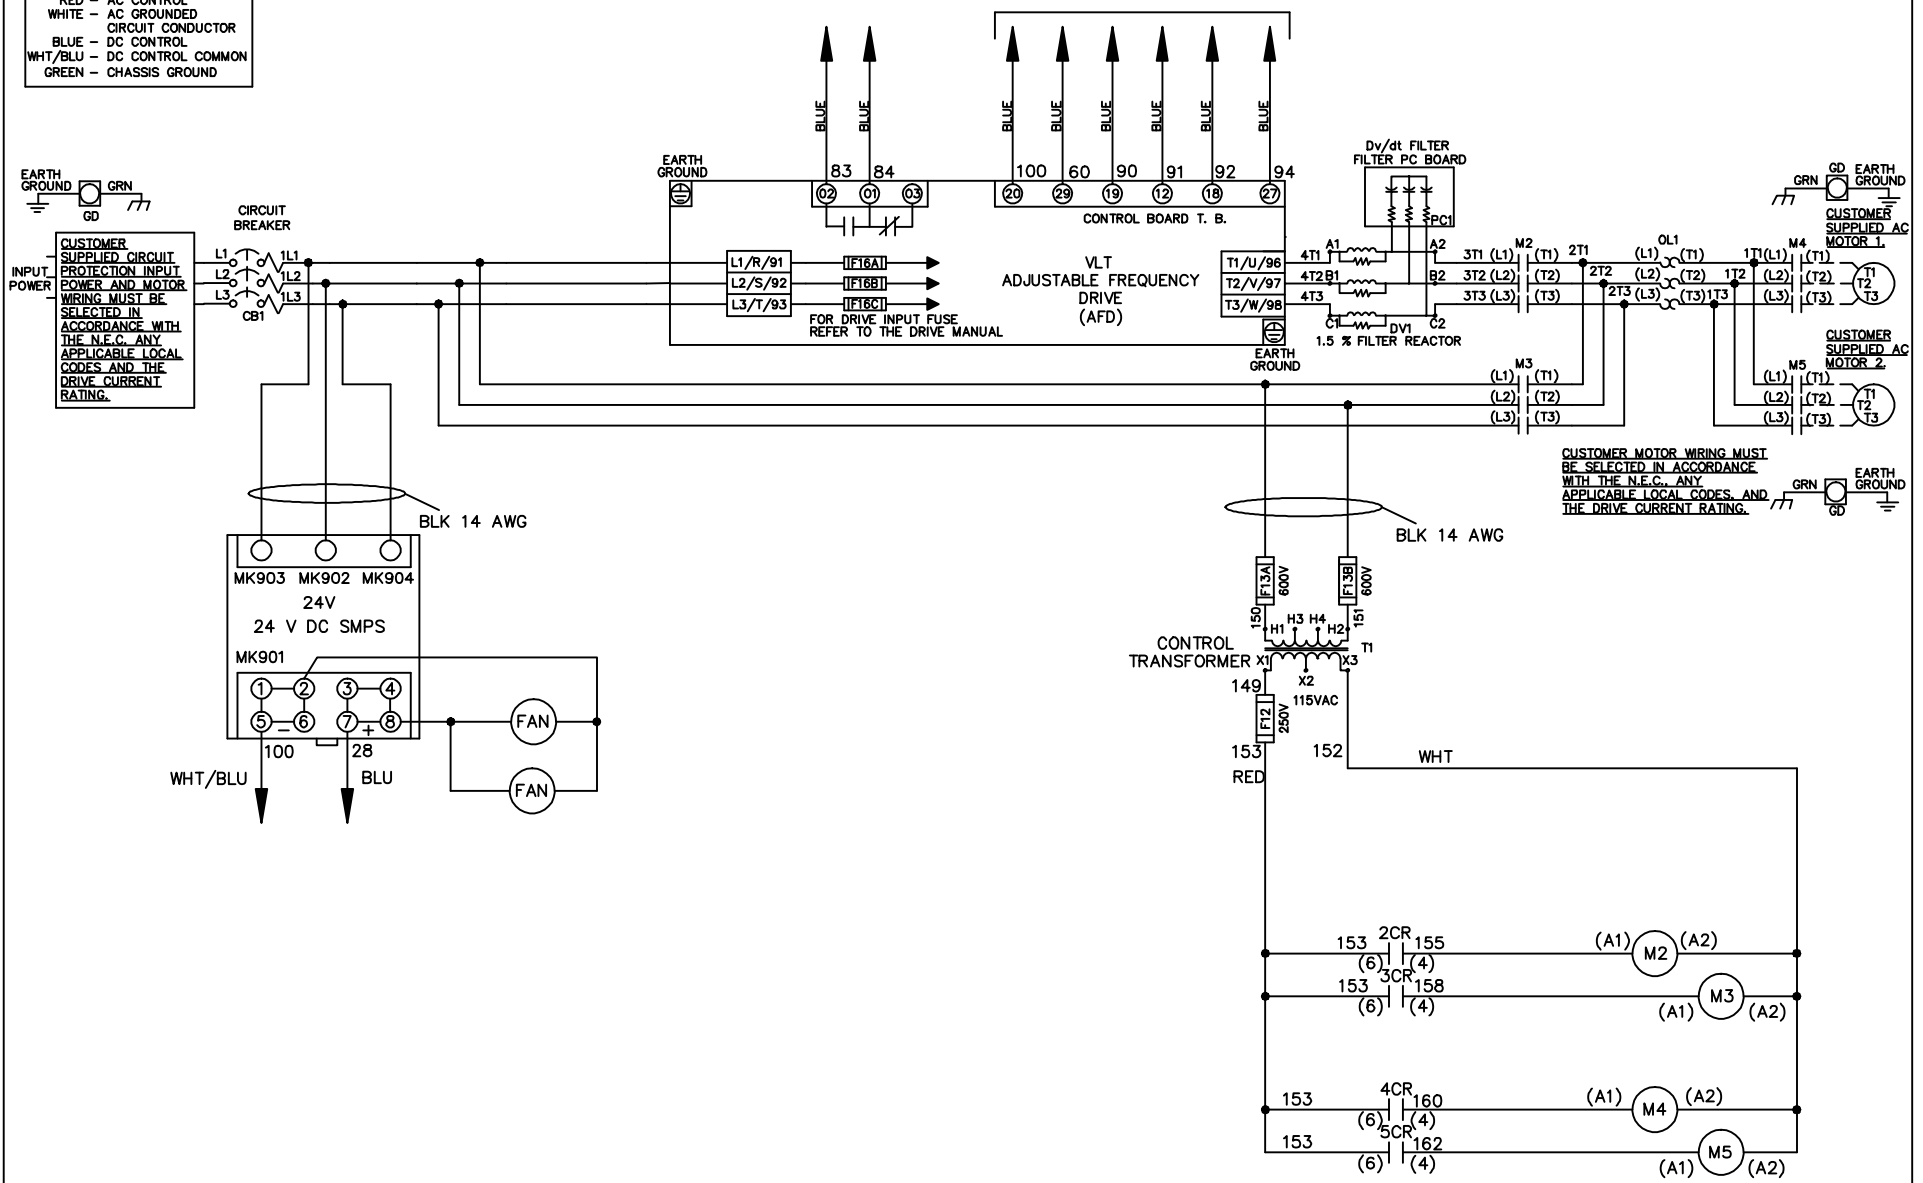 RED – AC CONTROL
WHITE – AC GROUNDED
CIRCUIT CONDUCTOR
BLUE – DC CONTROL
WHT/BLU – DC CONTROL COMMON
GREEN – CHASSIS GROUND
BLUE
BLUE
BLUE
BLUE
BLUE
BLUE
BLUE
BLUE
EARTH
GROUND
GRN
GD
CIRCUIT
BREAKER
INPUT
POWER
CUSTOMER
SUPPLIED CIRCUIT
PROTECTION INPUT
POWER AND MOTOR
WIRING MUST BE
SELECTED IN
ACCORDANCE WITH
THE N.E.C. ANY
APPLICABLE LOCAL
CODES AND THE
DRIVE CURRENT
RATING.
L1 1L1
L2 1L2
L3 1L3
CB1
EARTH
GROUND
83 84
02 01 03
100 60 90 91 92 94
20 29 19 12 18 27
CONTROL BOARD T. B.
L1/R/91 F16A
L2/S/92 F16B
L3/T/93 F16C
FOR DRIVE INPUT FUSE
REFER TO THE DRIVE MANUAL
VLT
ADJUSTABLE FREQUENCY
DRIVE
(AFD)
T1/U/96
T2/V/97
T3/W/98
EARTH
GROUND
Dv/dt FILTER
FILTER PC BOARD
PC1
4T1 A1 A2
4T2 B1 B2
4T3 C1 C2
DV1
1.5 % FILTER REACTOR
3T1 (L1) M2 (T1) 2T1
3T2 (L2) (T2) 2T2
3T3 (L3) (T3) 2T3
OL1
(L1) (T1) 1T1
(L2) (T2) 1T2
(L3) (T3) 1T3
M4
(L1) (T1)
(L2) (T2)
(L3) (T3)
T1
T2
T3
GRN
GD
EARTH
GROUND
CUSTOMER
SUPPLIED AC
MOTOR 1.
CUSTOMER
SUPPLIED AC
MOTOR 2.
M3
(L1) (T1)
(L2) (T2)
(L3) (T3)
M5
(L1) (T1)
(L2) (T2)
(L3) (T3)
T1
T2
T3
CUSTOMER MOTOR WIRING MUST
BE SELECTED IN ACCORDANCE
WITH THE N.E.C., ANY
APPLICABLE LOCAL CODES, AND
THE DRIVE CURRENT RATING.
GRN
GD
EARTH
GROUND
BLK 14 AWG
MK903 MK902 MK904
24V
24 V DC SMPS
MK901
1 2 3 4
5 – 6 7 + 8
100 28
WHT/BLU BLU
FAN
FAN
BLK 14 AWG
F13A 600V
F13B 600V
150 151
H1 H3 H4 H2
T1
CONTROL
TRANSFORMER
X1 X2 X3
115VAC
149
F12 250V
153
RED
152
WHT
153 2CR 155 (A1) M2 (A2)
(6) (4)
153 3CR 158 M3
(6) (4) (A1) (A2)
153 4CR 160 (A1) M4 (A2)
(6) (4)
153 5CR 162 M5
(6) (4) (A1) (A2)